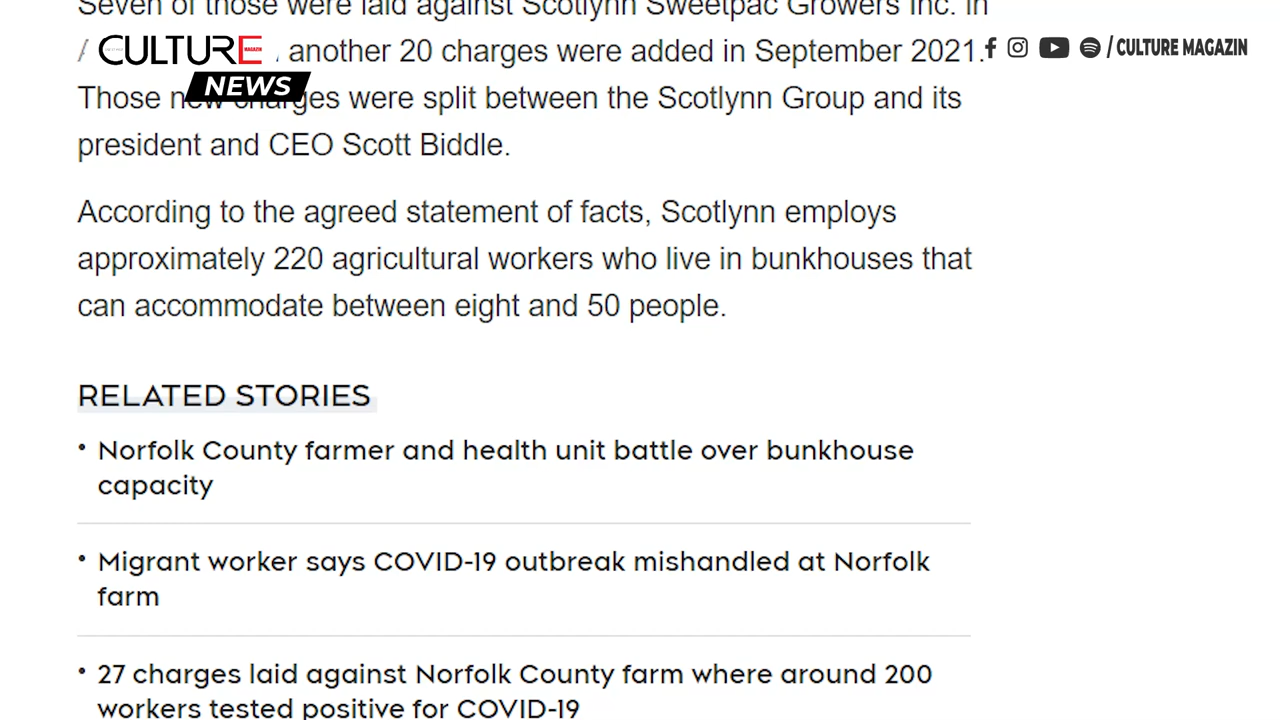 Seven of those were laid against Scotlynn Sweetpac Growers Inc. In
/ CULTURE MAGAZIN another 20 charges were added in September 2021. / CULTURE MAGAZIN
NEWS
Those new charges were split between the Scotlynn Group and its
president and CEO Scott Biddle.
According to the agreed statement of facts, Scotlynn employs
approximately 220 agricultural workers who live in bunkhouses that
can accommodate between eight and 50 people.
RELATED STORIES
• Norfolk County farmer and health unit battle over bunkhouse
capacity
• Migrant worker says COVID-19 outbreak mishandled at Norfolk
farm
• 27 charges laid against Norfolk County farm where around 200
workers tested positive for COVID-19